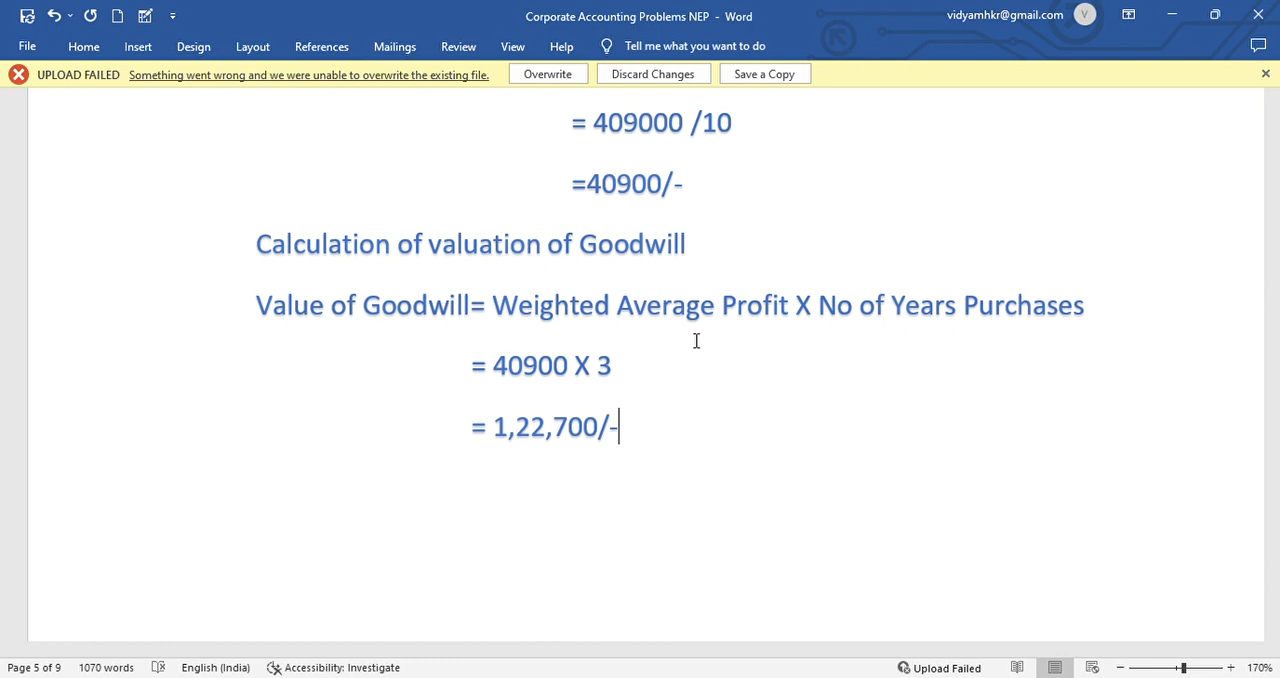 Corporate Accounting Problems NEP - Word
vidyamhkr@gmail.com V
File Home Insert Design Layout References Mailings Review View Help Tell me what you want to do
UPLOAD FAILED Something went wrong and we were unable to overwrite the existing file. Overwrite Discard Changes Save a Copy
= 409000 /10
=40900/-
Calculation of valuation of Goodwill
Value of Goodwill= Weighted Average Profit X No of Years Purchases
= 40900 X 3
= 1,22,700/-
Page 5 of 9 1070 words English (India) Accessibility: Investigate Upload Failed 170%